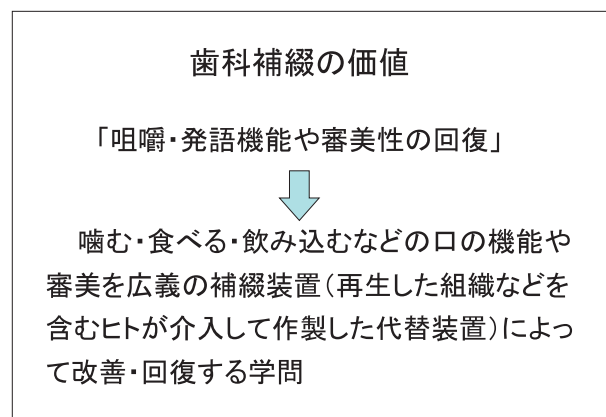 歯科補綴の価値
「咀嚼・発語機能や審美性の回復」
噛む・食べる・飲み込むなどの口の機能や
審美を広義の補綴装置（再生した組織などを
含むヒトが介入して作製した代替装置）によっ
て改善・回復する学問